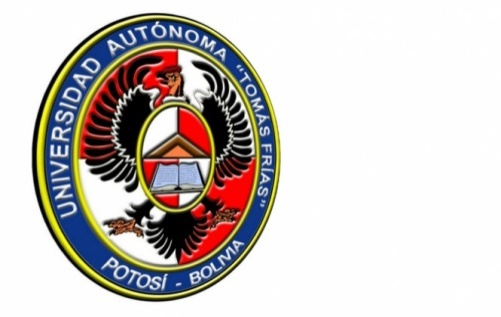 UNIVERSIDAD AUTÓNOMA "TOMÁS FRÍAS"
POTOSÍ - BOLIVIA